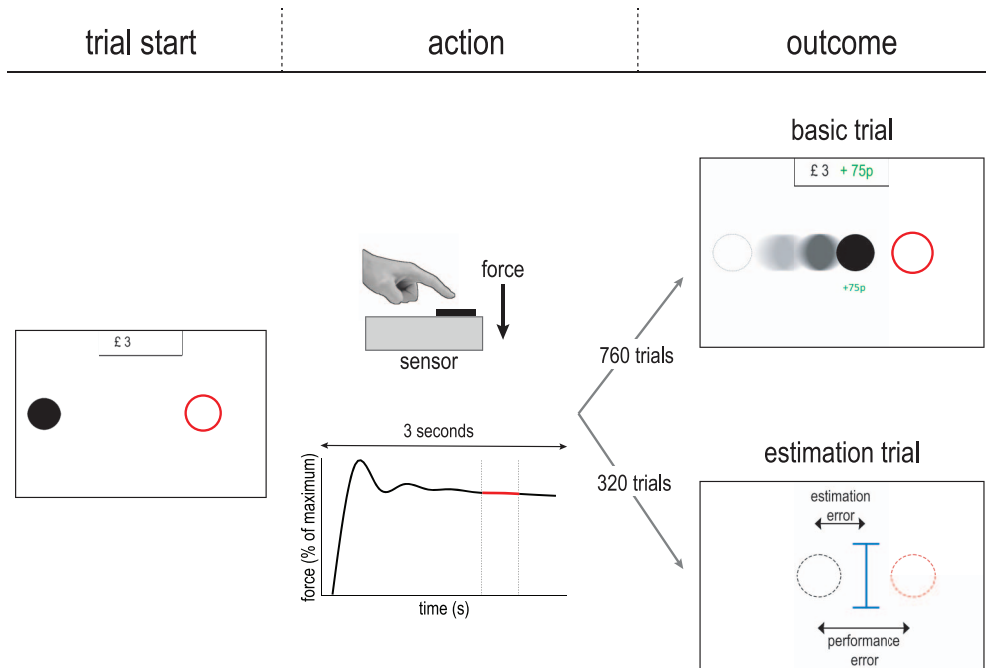 trial start
action
outcome
basic trial
£ 3 + 75p
+75p
force
sensor
760 trials
£ 3
3 seconds
force (% of maximum)
time (s)
320 trials
estimation trial
estimation
error
performance
error